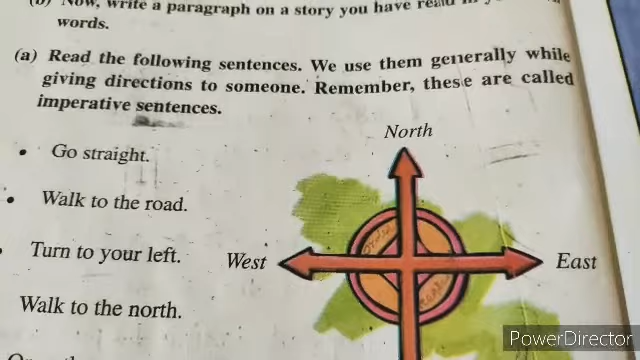 (b) Now, write a paragraph on a story you have read in
words.
(a) Read the following sentences. We use them generally while
giving directions to someone. Remember, these are called
imperative sentences.
North
• Go straight.
• Walk to the road.
• Turn to your left.
West
East
Walk to the north.
PowerDirector